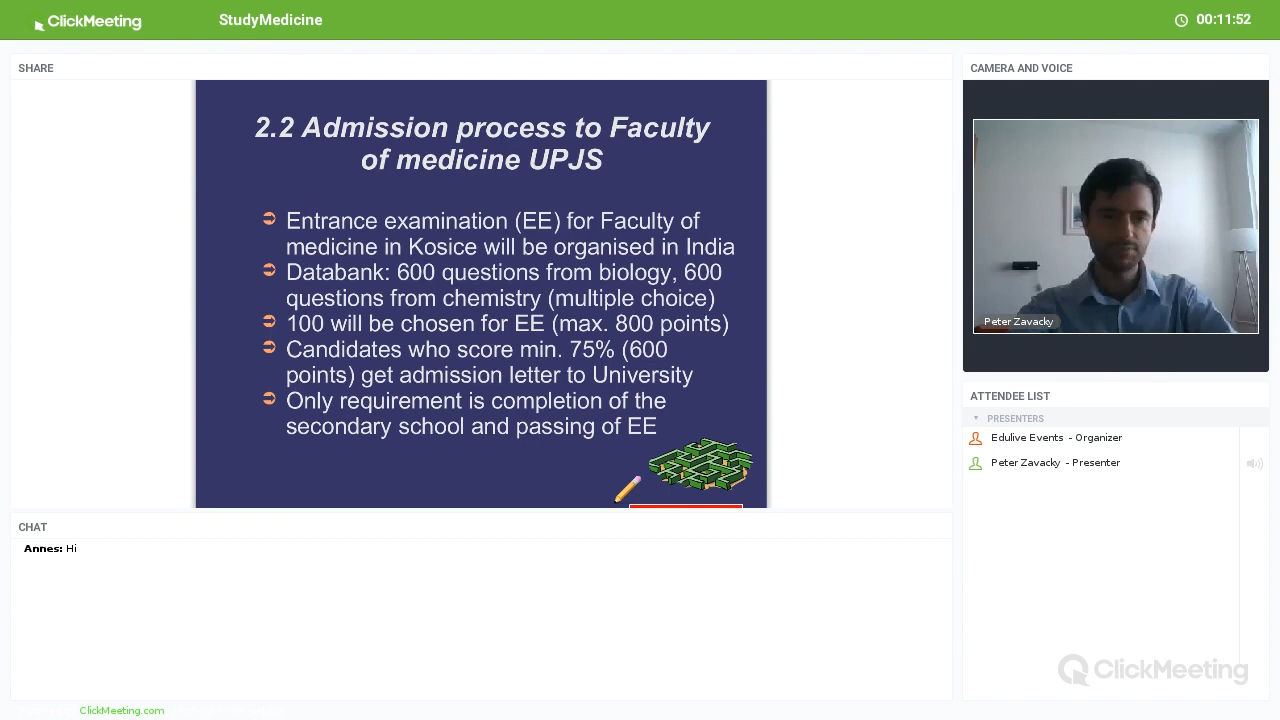 ClickMeeting
StudyMedicine
00:11:52
SHARE
2.2 Admission process to Faculty
of medicine UPJS
Entrance examination (EE) for Faculty of
medicine in Kosice will be organised in India
Databank: 600 questions from biology, 600
questions from chemistry (multiple choice)
100 will be chosen for EE (max. 800 points)
Candidates who score min. 75% (600
points) get admission letter to University
Only requirement is completion of the
secondary school and passing of EE
CHAT
Annes: Hi
CAMERA AND VOICE
Peter Zavacky
ATTENDEE LIST
PRESENTERS
Edulive Events - Organizer
Peter Zavacky - Presenter
ClickMeeting
ClickMeeting.com